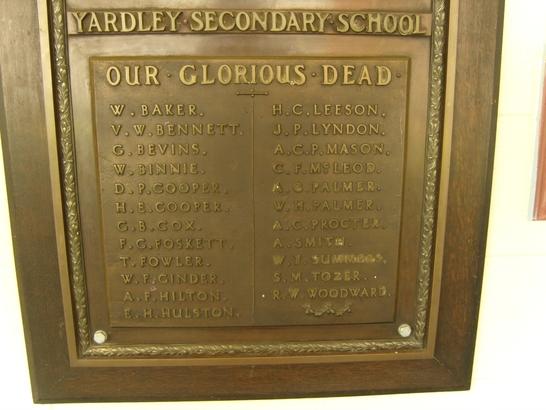 YARDLEY·SECONDARY·SCHOOL
OUR·GLORIOUS·DEAD·
W. BAKER.
V. W. BENNETT.
G. BEVINS.
W. BINNIE.
D. P. COOPER.
H. E. COOPER.
G. B. COX.
F. G. FOSKETT.
T. FOWLER.
W. F. GINDER.
A. F. HILTON.
E. H. HULSTON.
H. C. LEESON.
J. P. LYNDON.
A. C. P. MASON.
C. F. McLEOD.
A. G. PALMER.
V. H. PALMER.
A. C. PROCTER.
A. SMITH.
W. T. SUMMERS.
S. M. TOZER.
R. W. WOODWARD.